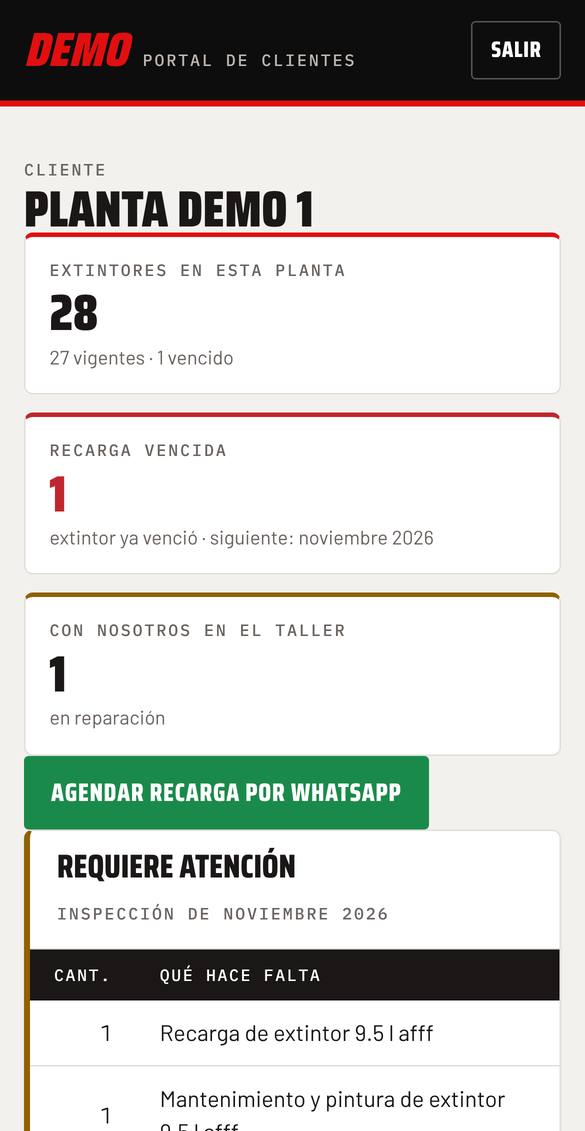 DEMO PORTAL DE CLIENTES SALIR
CLIENTE
PLANTA DEMO 1
EXTINTORES EN ESTA PLANTA
28
27 vigentes · 1 vencido
RECARGA VENCIDA
1
extintor ya venció · siguiente: noviembre 2026
CON NOSOTROS EN EL TALLER
1
en reparación
AGENDAR RECARGA POR WHATSAPP
REQUIERE ATENCIÓN
INSPECCIÓN DE NOVIEMBRE 2026
CANT. QUÉ HACE FALTA
1 Recarga de extintor 9.5 l afff
1 Mantenimiento y pintura de extintor
9.5 l afff